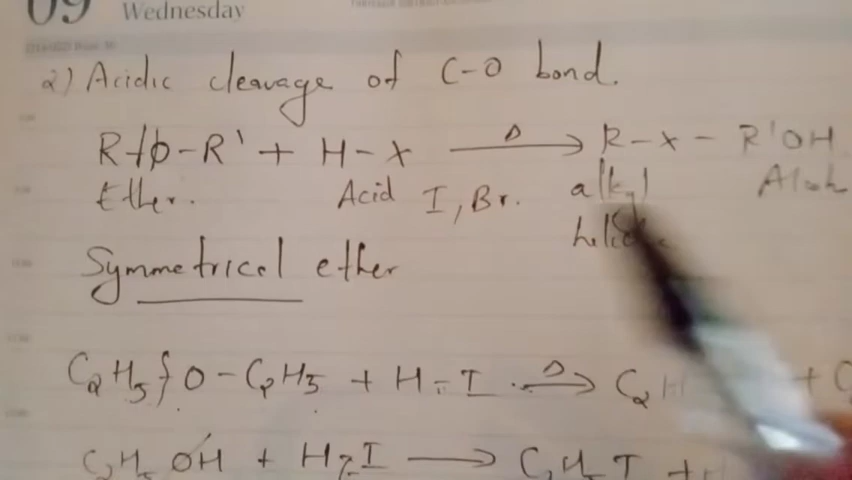 09 Wednesday
2) Acidic cleavage of C-O bond.
R-O-R' + H-X —Δ→ R-X - R'OH
Ether. Acid I, Br. alkyl
Symmetrical ether
C₂H₅-O-C₂H₅ + H-I —Δ→ C₂H + C
C₂H₅OH + H-I → C₂H₅I +